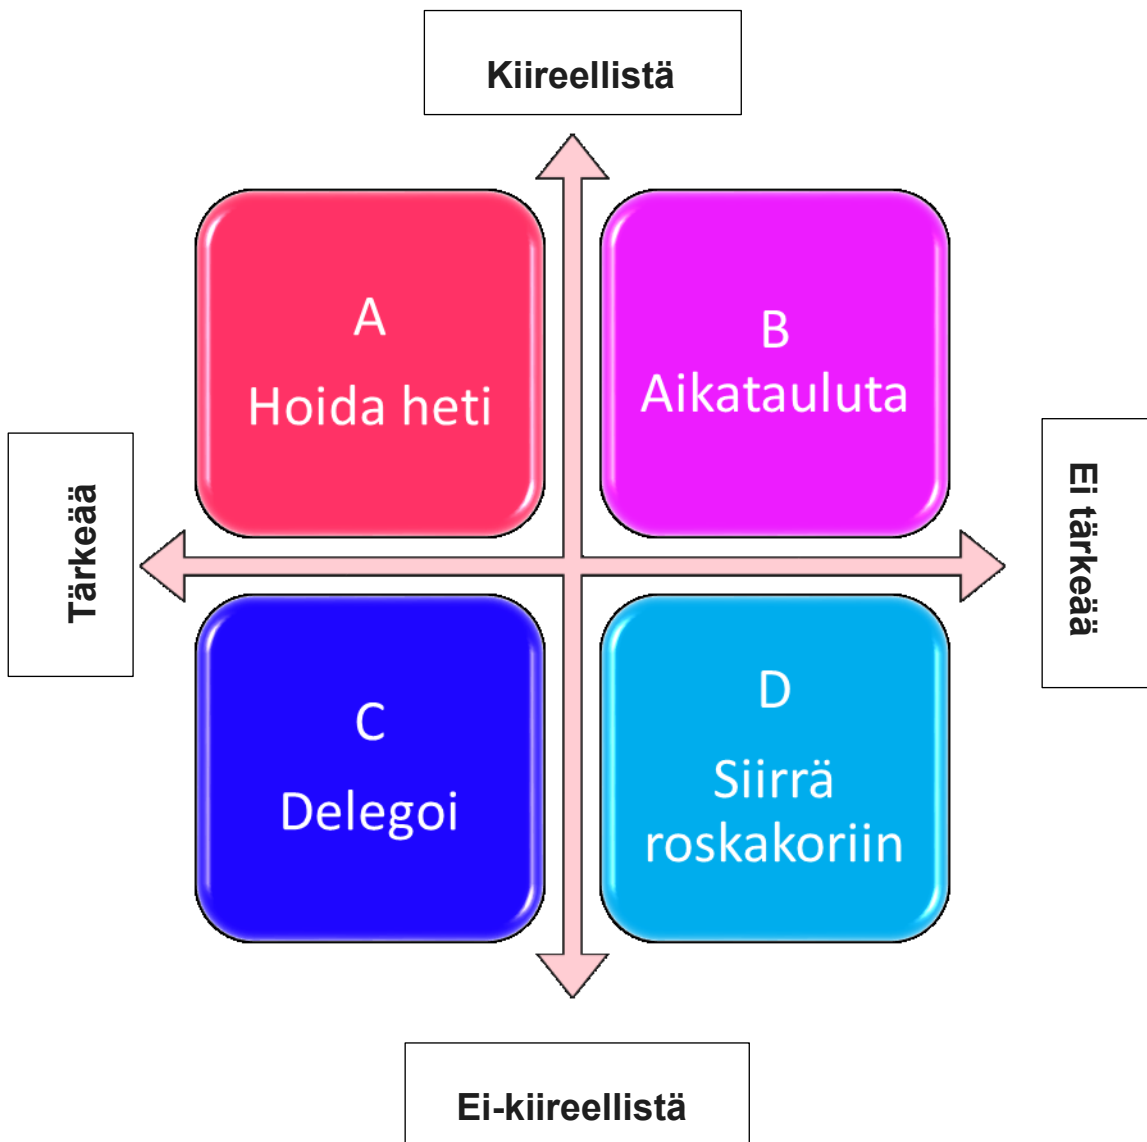 Kiireellistä
A
Hoida heti
B
Aikatauluta
Tärkeää
Ei tärkeää
C
Delegoi
D
Siirrä
roskakoriin
Ei-kiireellistä